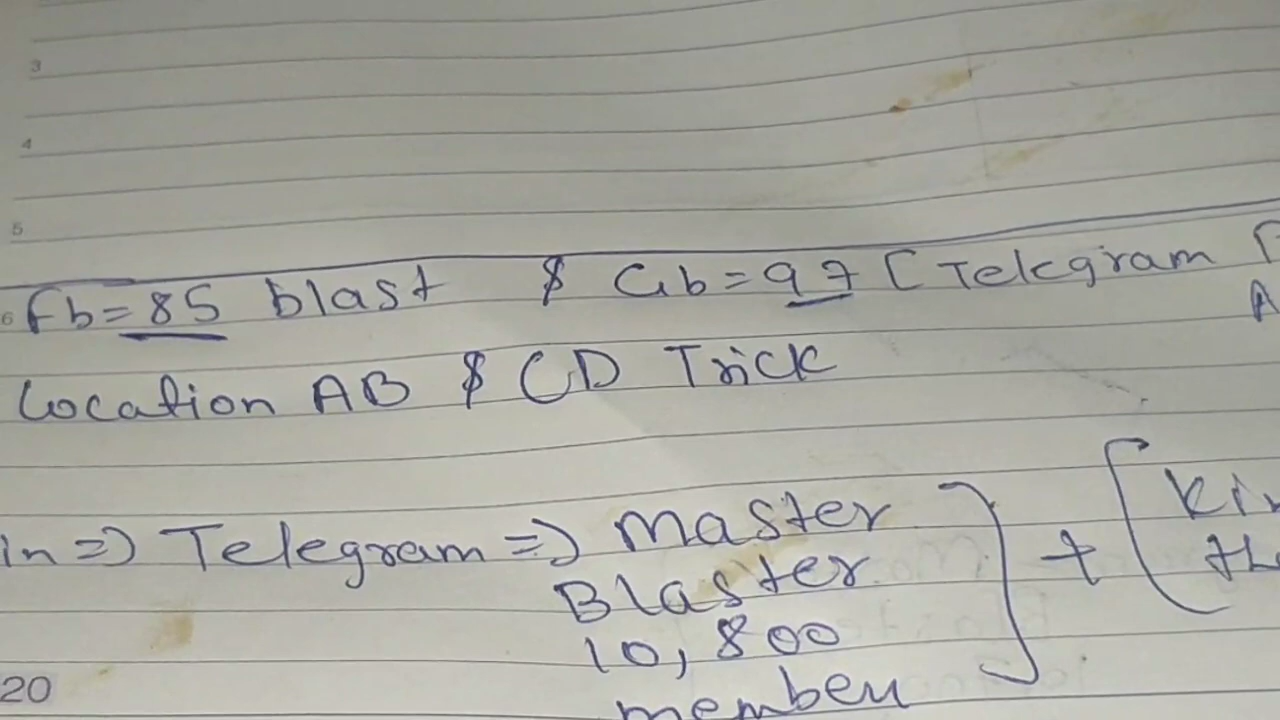 3
4
5
6 Fb=85 blast $ Gb=97 [Telegram
Location AB $ CD Trick
in => Telegram => Master
Blaster
10,800
member
20